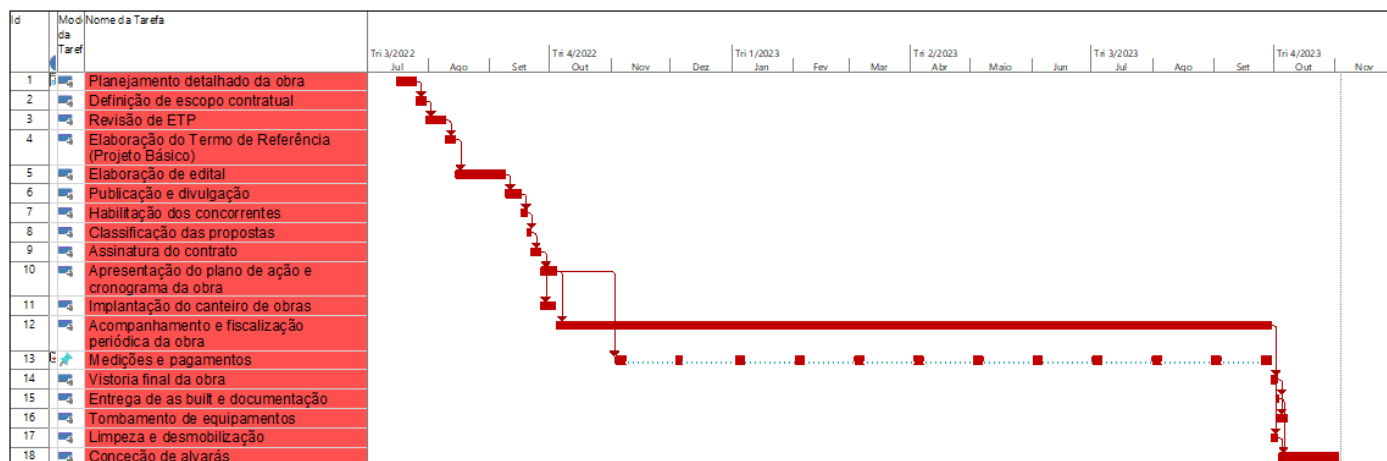 Id Modo Nome da Tarefa
da
Taref
Tri 3/2022 Tri 4/2022 Tri 1/2023 Tri 2/2023 Tri 3/2023 Tri 4/2023
Jul Ago Set Out Nov Dez Jan Fev Mar Abr Maio Jun Jul Ago Set Out Nov
1 Planejamento detalhado da obra
2 Definição de escopo contratual
3 Revisão de ETP
4 Elaboração do Termo de Referência
(Projeto Básico)
5 Elaboração de edital
6 Publicação e divulgação
7 Habilitação dos concorrentes
8 Classificação das propostas
9 Assinatura do contrato
10 Apresentação do plano de ação e
cronograma da obra
11 Implantação do canteiro de obras
12 Acompanhamento e fiscalização
periódica da obra
13 Medições e pagamentos
14 Vistoria final da obra
15 Entrega de as built e documentação
16 Tombamento de equipamentos
17 Limpeza e desmobilização
18 Conceção de alvarás